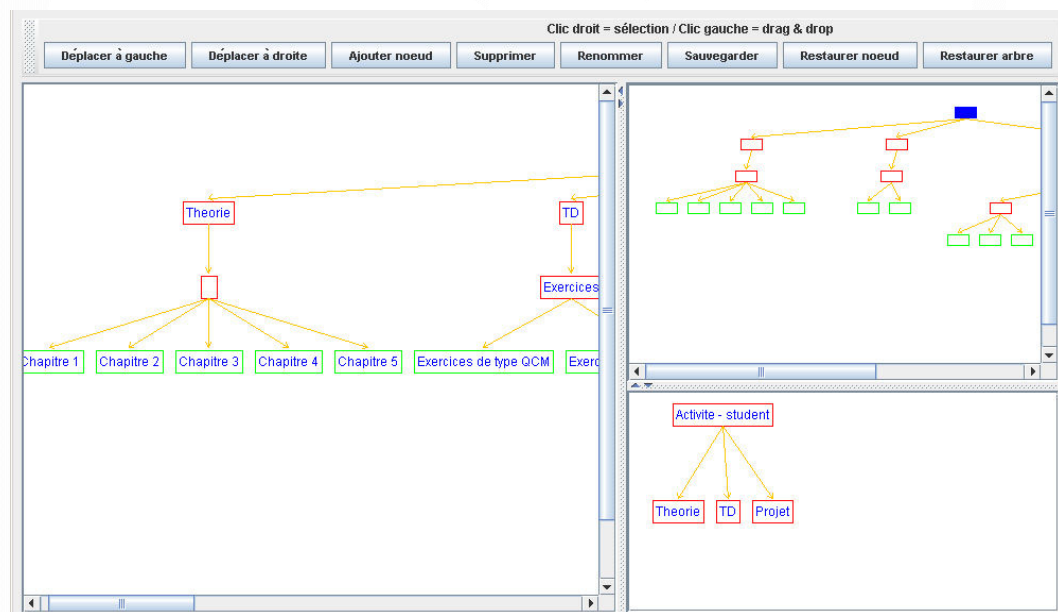 Clic droit = sélection / Clic gauche = drag & drop
Déplacer à gauche Déplacer à droite Ajouter noeud Supprimer Renommer Sauvegarder Restaurer noeud Restaurer arbre
Theorie TD
Exercices
Chapitre 1 Chapitre 2 Chapitre 3 Chapitre 4 Chapitre 5 Exercices de type QCM Exerc
Activite - student
Theorie TD Projet